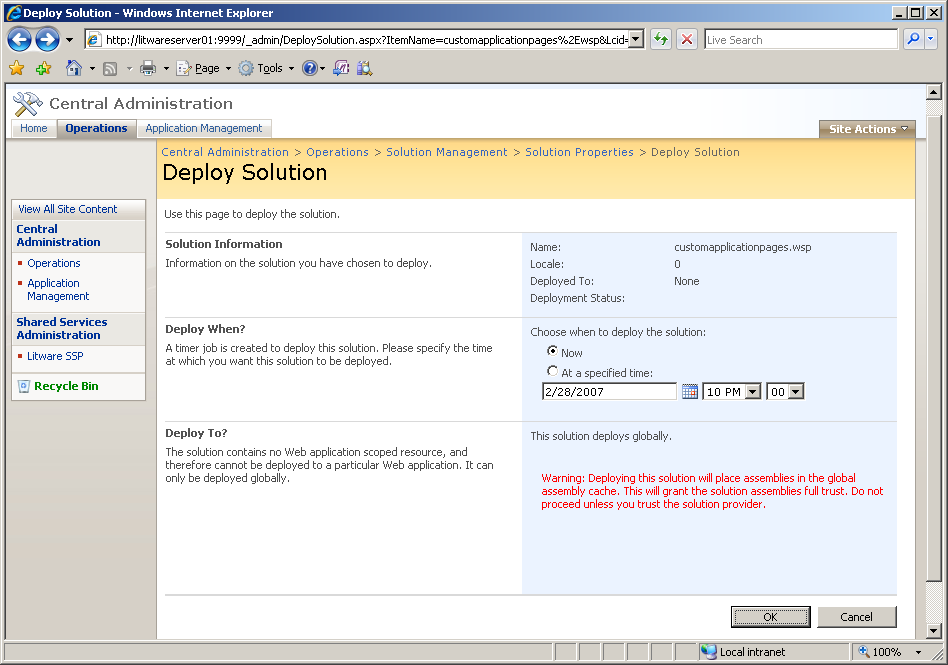 Deploy Solution - Windows Internet Explorer
http://litwareserver01:9999/_admin/DeploySolution.aspx?ItemName=customapplicationpages%2Ewsp&Lcid=
Live Search
Page
Tools
Central Administration
Home
Operations
Application Management
Site Actions
Central Administration > Operations > Solution Management > Solution Properties > Deploy Solution
Deploy Solution
View All Site Content
Central
Administration
Operations
Application
Management
Shared Services
Administration
Litware SSP
Recycle Bin
Use this page to deploy the solution.
Solution Information
Information on the solution you have chosen to deploy.
Name: customapplicationpages.wsp
Locale: 0
Deployed To: None
Deployment Status:
Deploy When?
A timer job is created to deploy this solution. Please specify the time
at which you want this solution to be deployed.
Choose when to deploy the solution:
Now
At a specified time:
2/28/2007 10 PM 00
Deploy To?
The solution contains no Web application scoped resource, and
therefore cannot be deployed to a particular Web application. It can
only be deployed globally.
This solution deploys globally.
Warning: Deploying this solution will place assemblies in the global
assembly cache. This will grant the solution assemblies full trust. Do not
proceed unless you trust the solution provider.
OK Cancel
Local intranet 100%